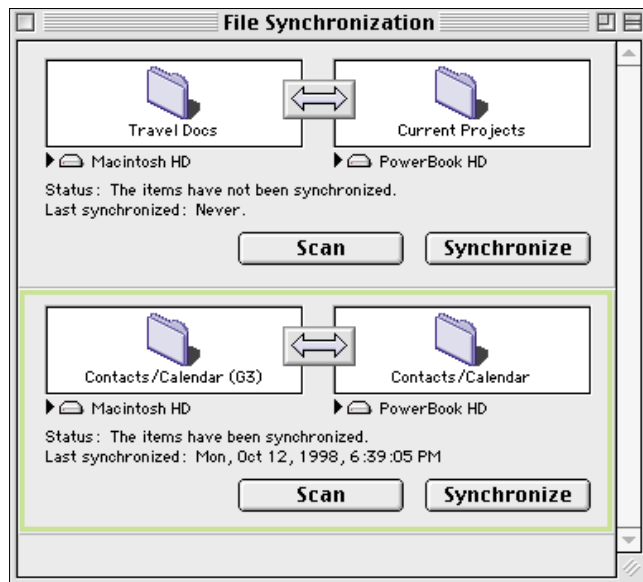 File Synchronization
Travel Docs
Current Projects
Macintosh HD
PowerBook HD
Status: The items have not been synchronized.
Last synchronized: Never.
Scan
Synchronize
Contacts/Calendar (G3)
Contacts/Calendar
Macintosh HD
PowerBook HD
Status: The items have been synchronized.
Last synchronized: Mon, Oct 12, 1998, 6:39:05 PM
Scan
Synchronize